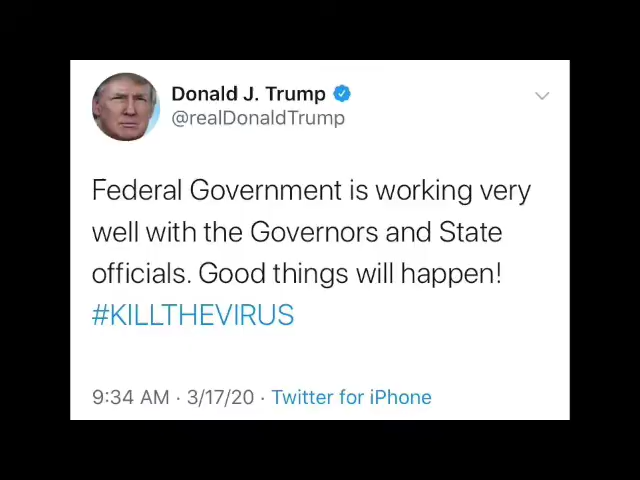 Donald J. Trump
@realDonaldTrump
Federal Government is working very
well with the Governors and State
officials. Good things will happen!
#KILLTHEVIRUS
9:34 AM · 3/17/20 · Twitter for iPhone